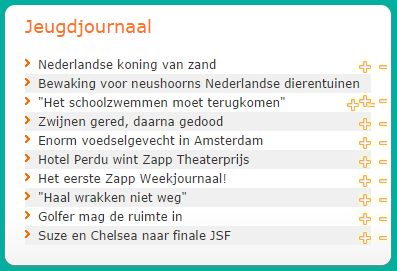 Jeugdjournaal
Nederlandse koning van zand
Bewaking voor neushoorns Nederlandse dierentuinen
"Het schoolzwemmen moet terugkomen"
Zwijnen gered, daarna gedood
Enorm voedselgevecht in Amsterdam
Hotel Perdu wint Zapp Theaterprijs
Het eerste Zapp Weekjournaal!
"Haal wrakken niet weg"
Golfer mag de ruimte in
Suze en Chelsea naar finale JSF